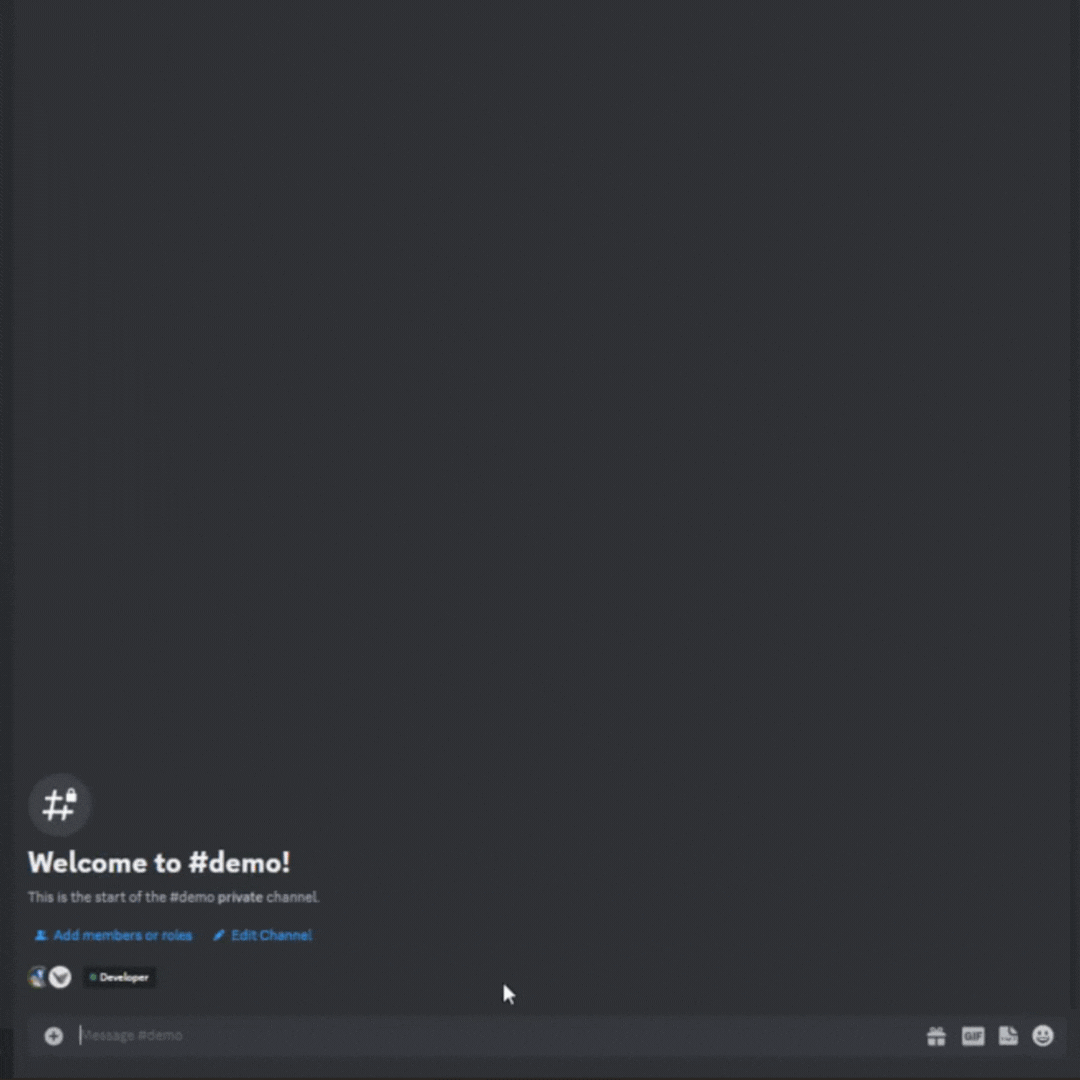 Welcome to #demo!
This is the start of the #demo private channel.
Add members or roles Edit Channel
Developer
Message #demo GIF